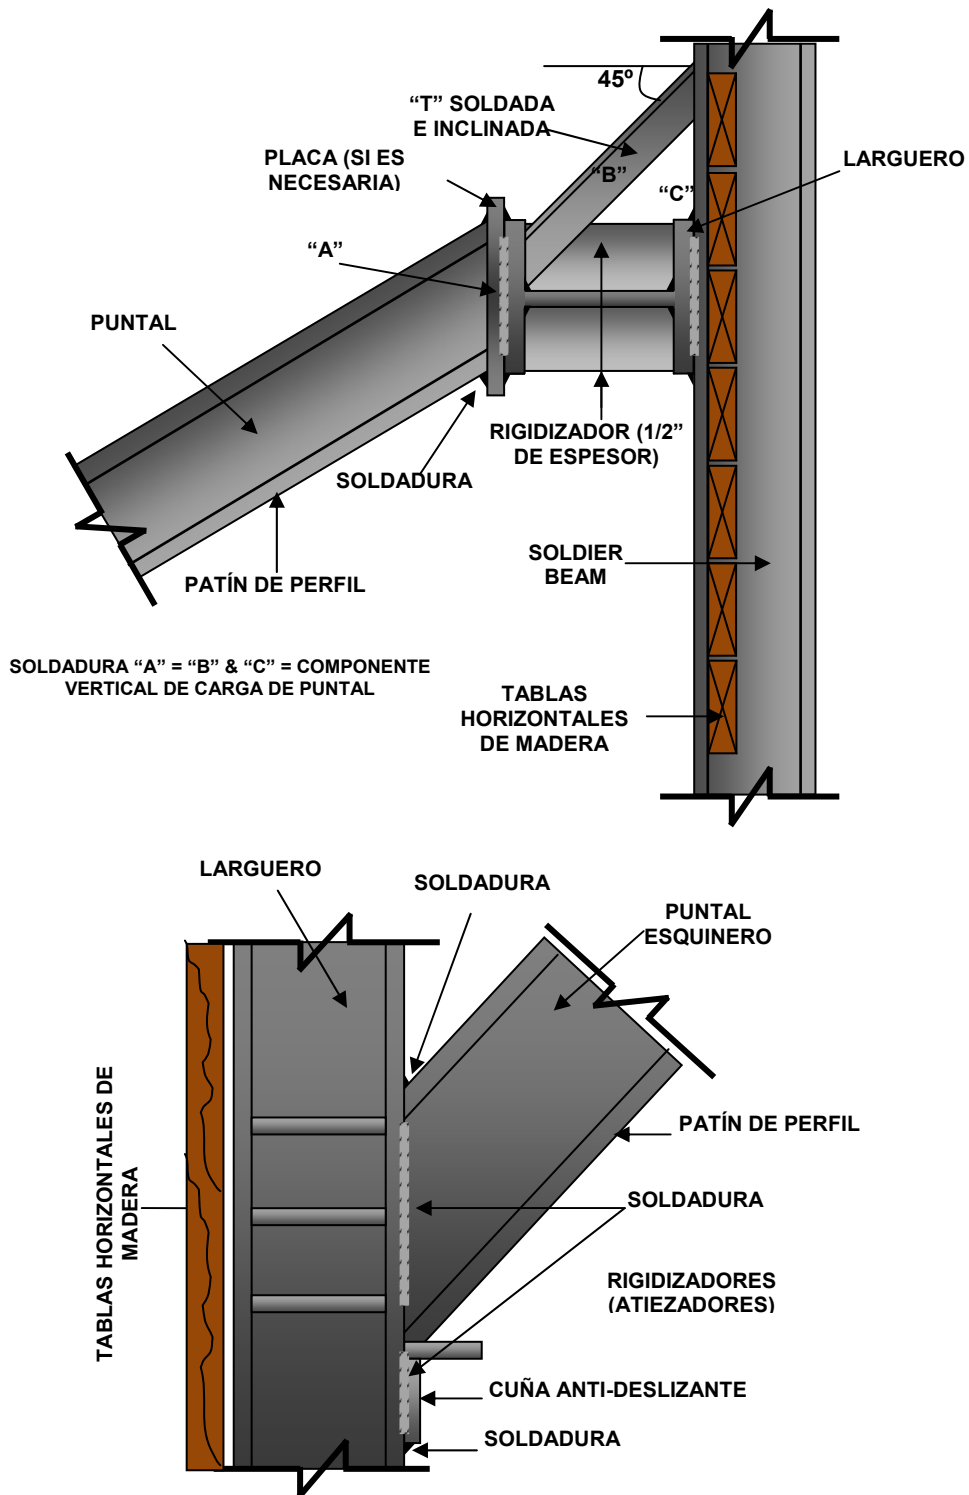 45º
“T” SOLDADA
E INCLINADA
PLACA (SI ES
NECESARIA)
LARGUERO
“B”
“C”
“A”
PUNTAL
RIGIDIZADOR (1/2”
DE ESPESOR)
SOLDADURA
SOLDIER
BEAM
PATÍN DE PERFIL
SOLDADURA “A” = “B” & “C” = COMPONENTE
VERTICAL DE CARGA DE PUNTAL
TABLAS
HORIZONTALES
DE MADERA
LARGUERO
SOLDADURA
PUNTAL
ESQUINERO
TABLAS HORIZONTALES DE
MADERA
PATÍN DE PERFIL
SOLDADURA
RIGIDIZADORES
(ATIEZADORES)
CUÑA ANTI-DESLIZANTE
SOLDADURA